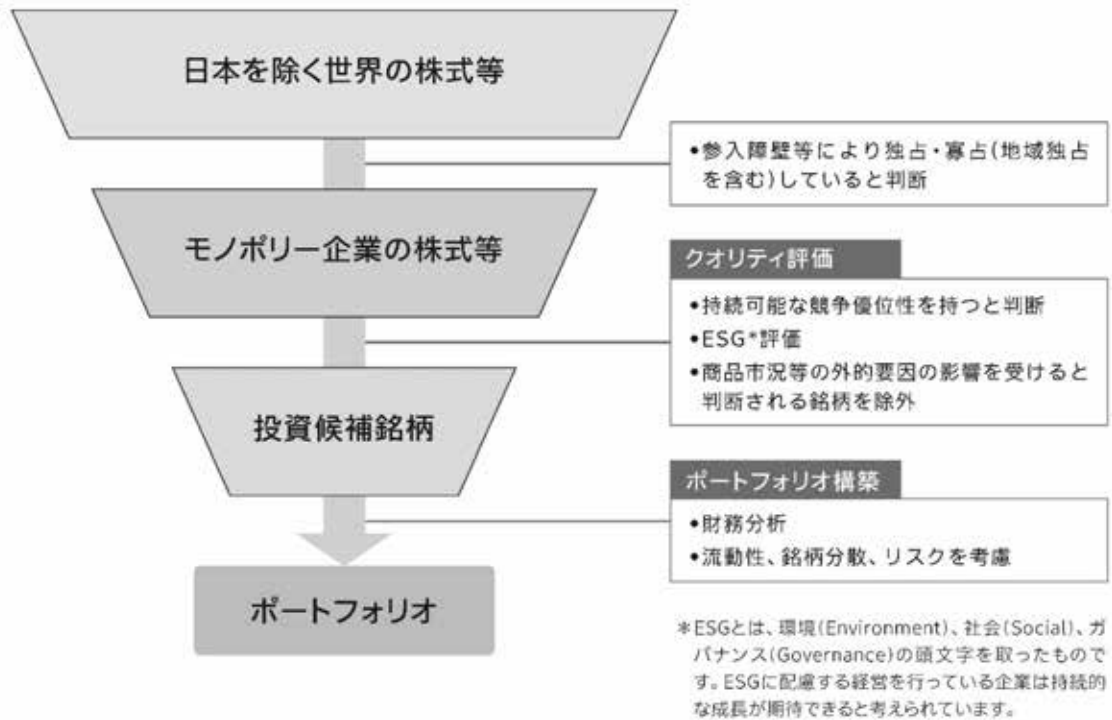 日本を除く世界の株式等
•参入障壁等により独占・寡占(地域独占
を含む)していると判断
モノポリー企業の株式等
クオリティ評価
•持続可能な競争優位性を持つと判断
•ESG*評価
•商品市況等の外的要因の影響を受けると
判断される銘柄を除外
投資候補銘柄
ポートフォリオ構築
•財務分析
•流動性、銘柄分散、リスクを考慮
ポートフォリオ
*ESGとは、環境(Environment)、社会(Social)、ガ
バナンス(Governance)の頭文字を取ったもので
す。ESGに配慮する経営を行っている企業は持続的
な成長が期待できると考えられています。